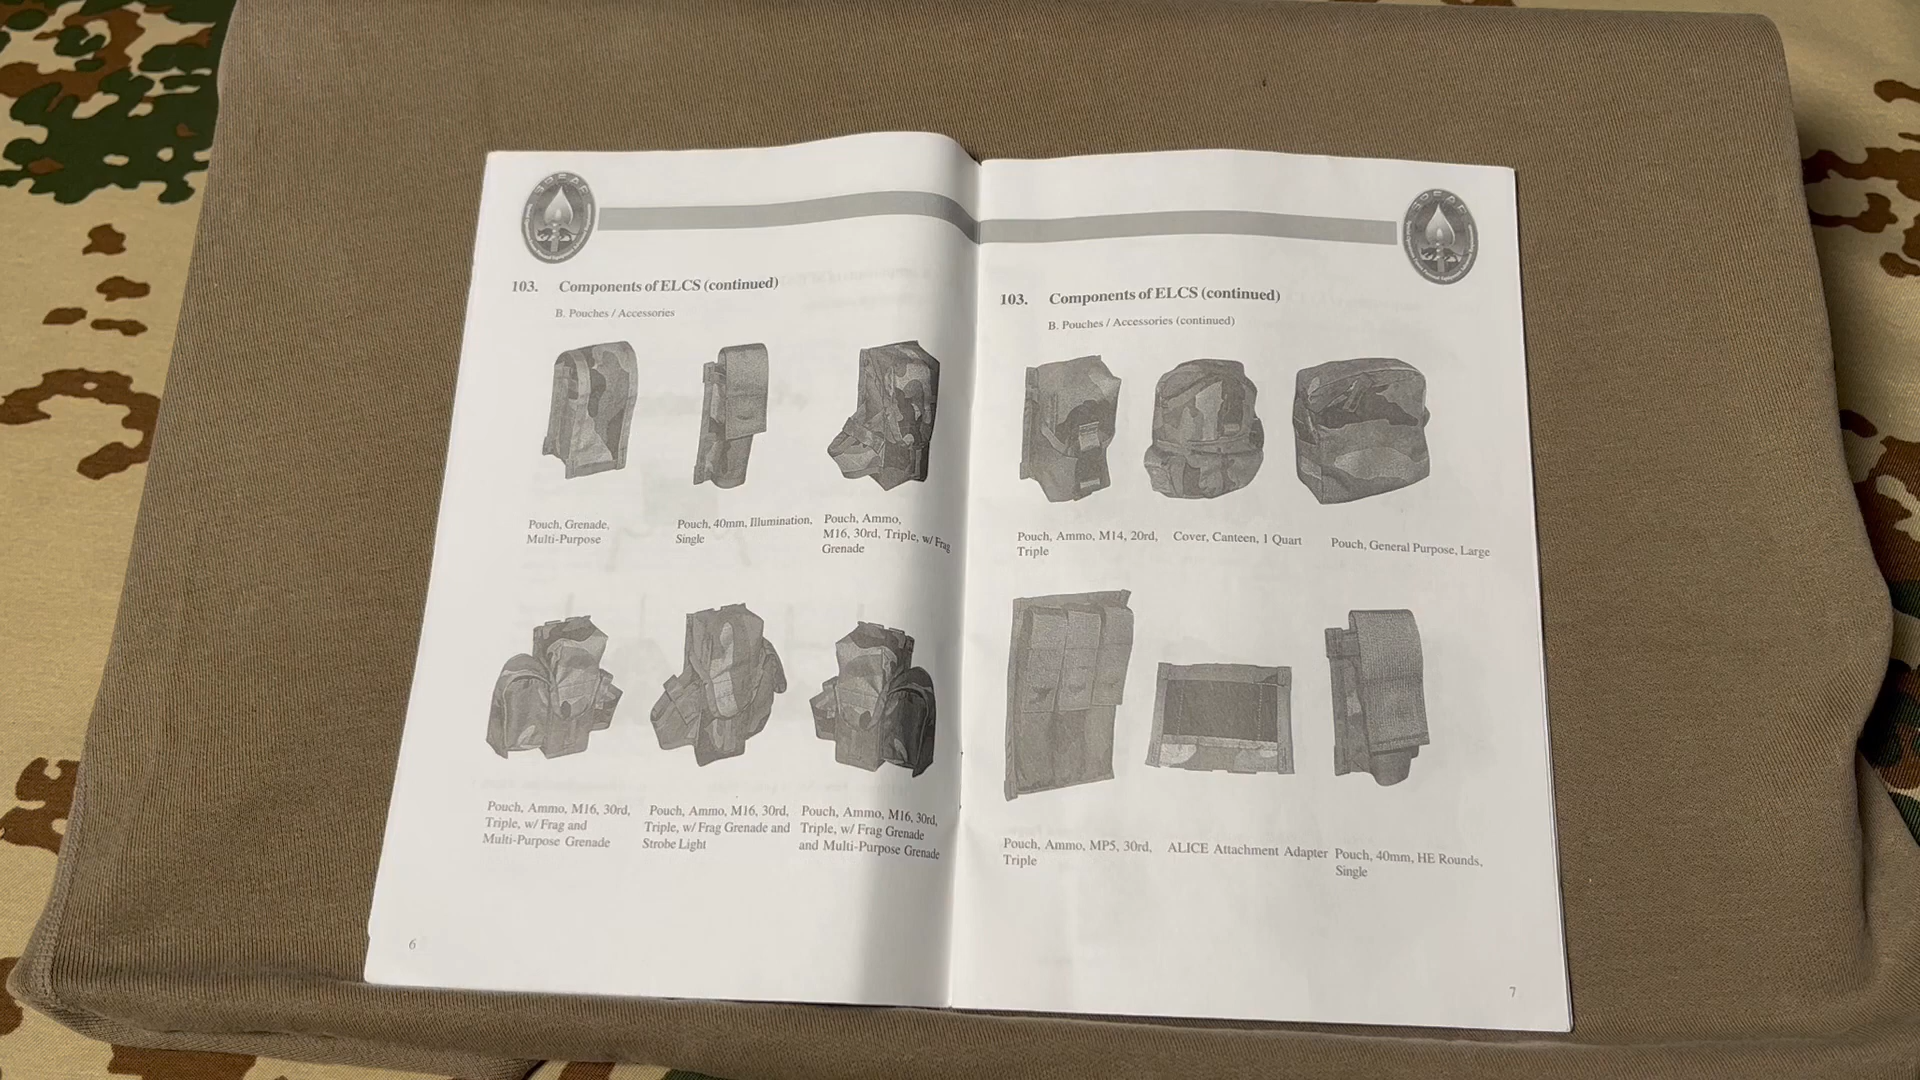 SPEAR
103. Components of ELCS (continued)
B. Pouches / Accessories
Pouch, Grenade,
Multi-Purpose
Pouch, 40mm, Illumination,
Single
Pouch, Ammo,
M16, 30rd, Triple, w/ Frag
Grenade
Pouch, Ammo, M16, 30rd,
Triple, w/ Frag and
Multi-Purpose Grenade
Pouch, Ammo, M16, 30rd,
Triple, w/ Frag Grenade and
Strobe Light
Pouch, Ammo, M16, 30rd,
Triple, w/ Frag Grenade
and Multi-Purpose Grenade
6
SPEAR
103. Components of ELCS (continued)
B. Pouches / Accessories (continued)
Pouch, Ammo, M14, 20rd,
Triple
Cover, Canteen, 1 Quart
Pouch, General Purpose, Large
Pouch, Ammo, MP5, 30rd,
Triple
ALICE Attachment Adapter
Pouch, 40mm, HE Rounds,
Single
7